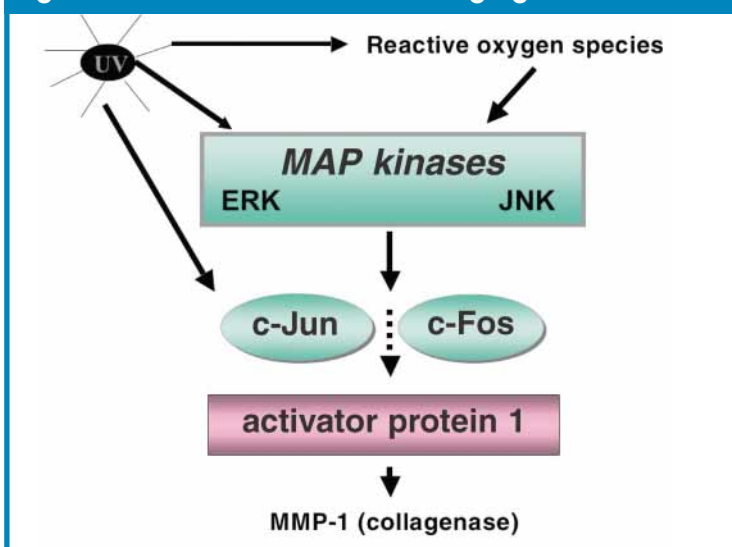 UV
Reactive oxygen species
MAP kinases
ERK JNK
c-Jun c-Fos
activator protein 1
MMP-1 (collagenase)